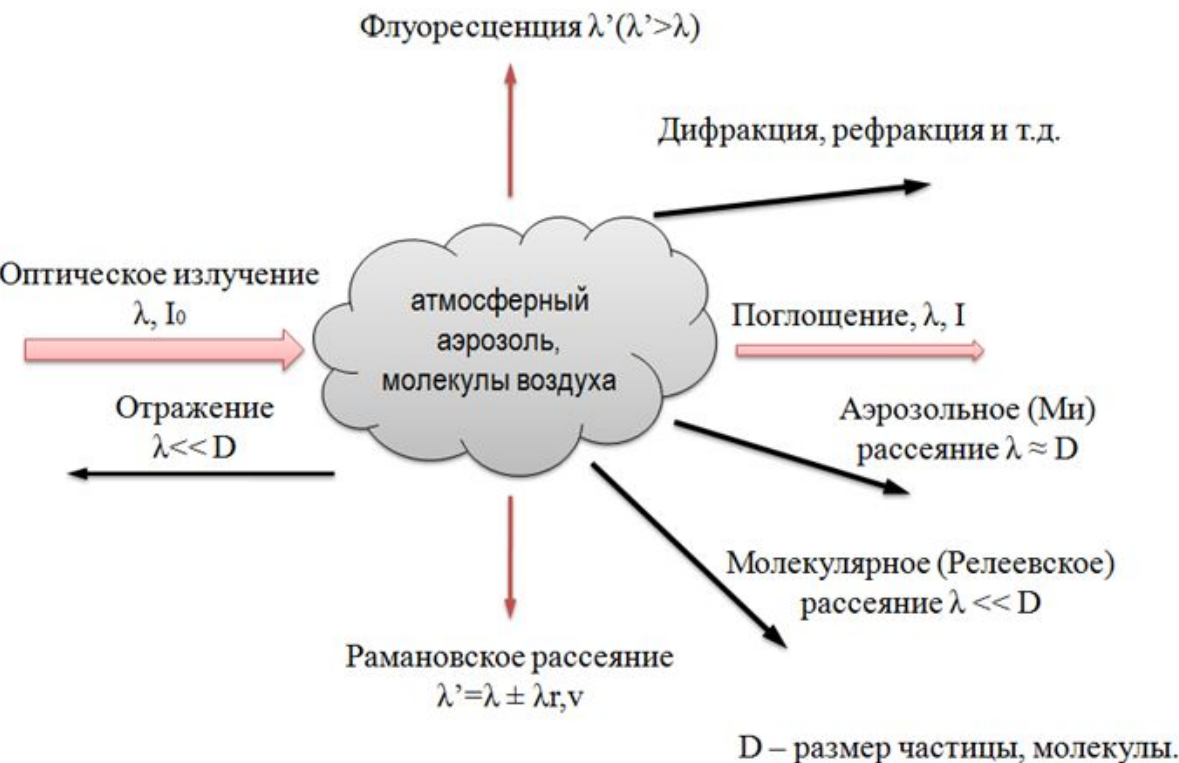 Флуоресценция λ’(λ’>λ)
Дифракция, рефракция и т.д.
Оптическое излучение
λ, I₀
атмосферный
аэрозоль,
молекулы воздуха
Поглощение, λ, I
Отражение
λ<< D
Аэрозольное (Ми)
рассеяние λ ≈ D
Молекулярное (Релеевское)
рассеяние λ << D
Рамановское рассеяние
λ’=λ ± λr,v
D – размер частицы, молекулы.